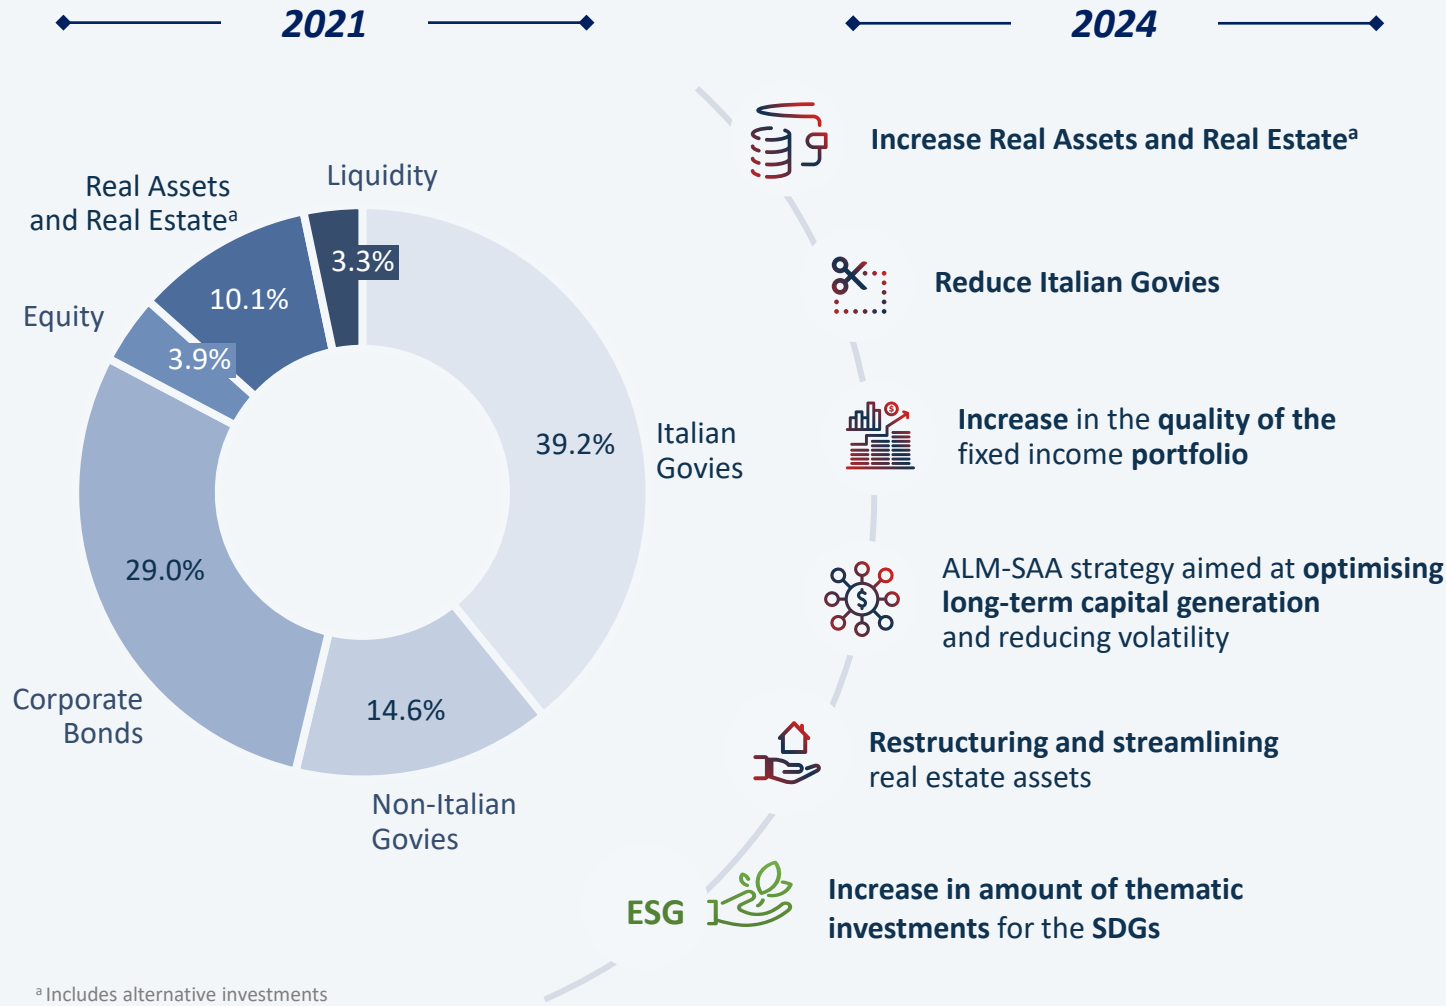 2021
2024
Liquidity
3.3%
Real Assets
and Real Estateᵃ
10.1%
Equity
3.9%
39.2%
Italian
Govies
29.0%
Corporate
Bonds
14.6%
Non-Italian
Govies
Increase Real Assets and Real Estateᵃ
Reduce Italian Govies
$
Increase in the quality of the
fixed income portfolio
$
ALM-SAA strategy aimed at optimising
long-term capital generation
and reducing volatility
Restructuring and streamlining
real estate assets
ESG
Increase in amount of thematic
investments for the SDGs
ᵃ Includes alternative investments